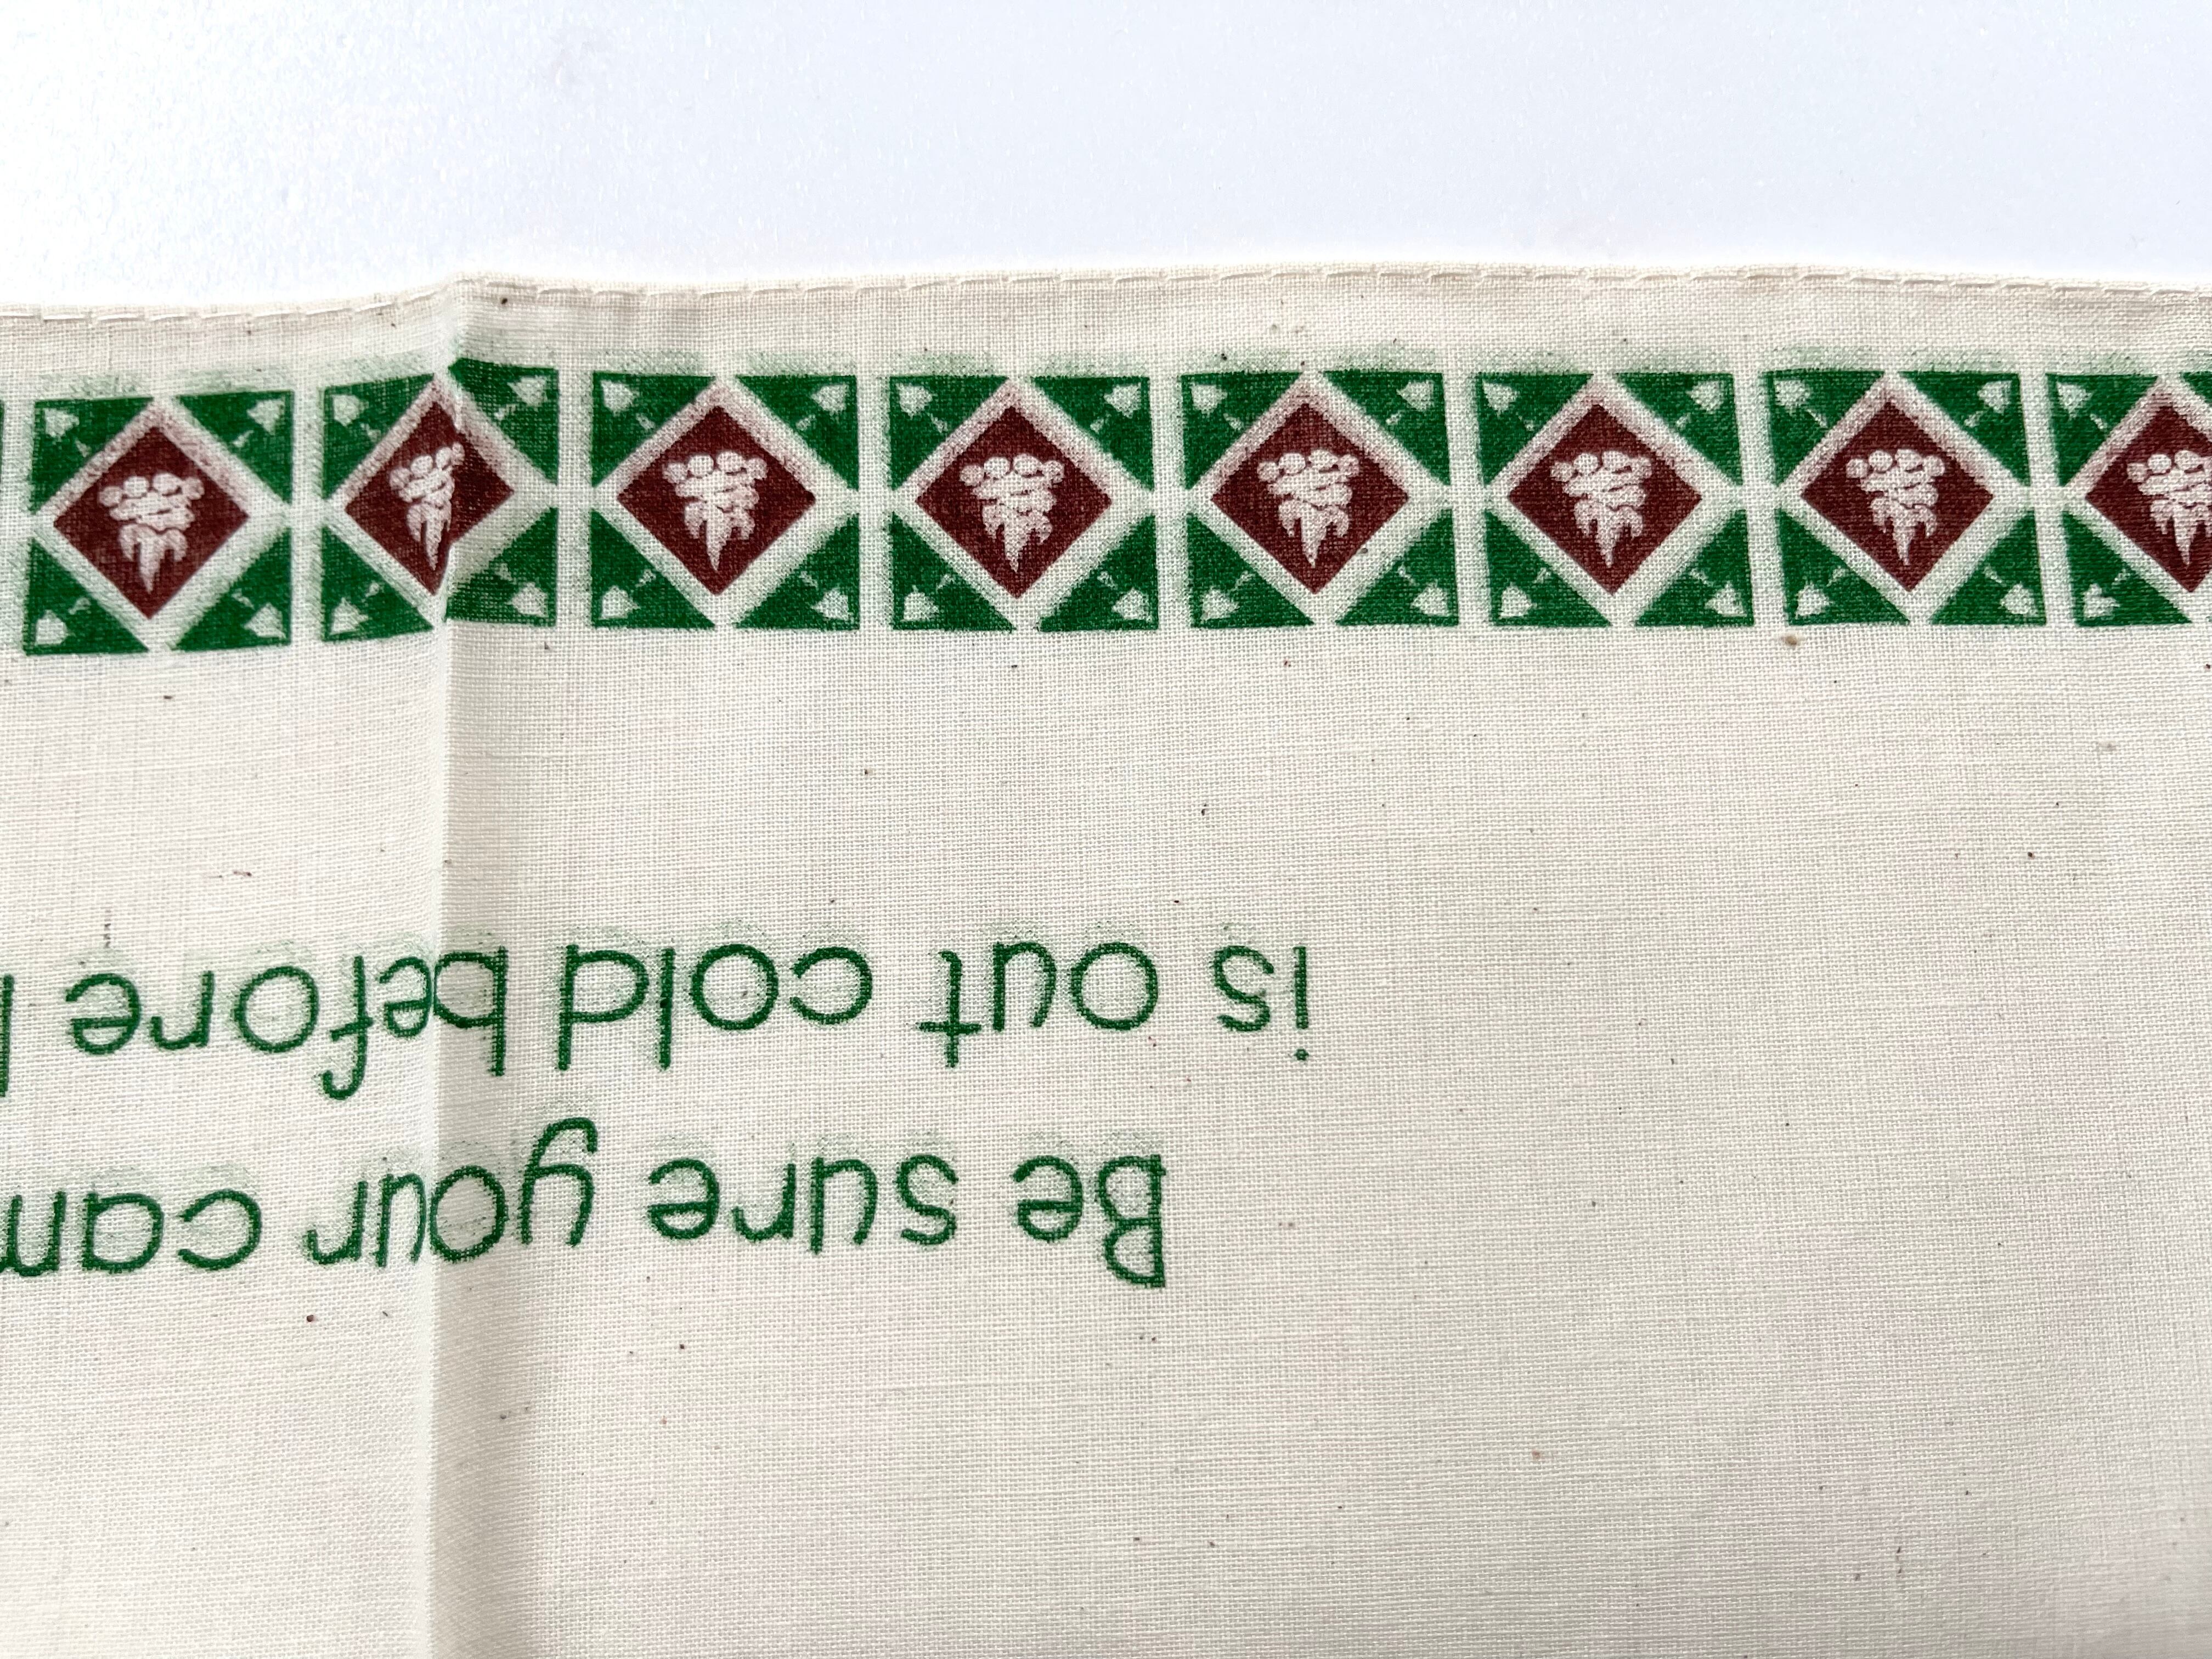 Be sure your cam
is out cold before